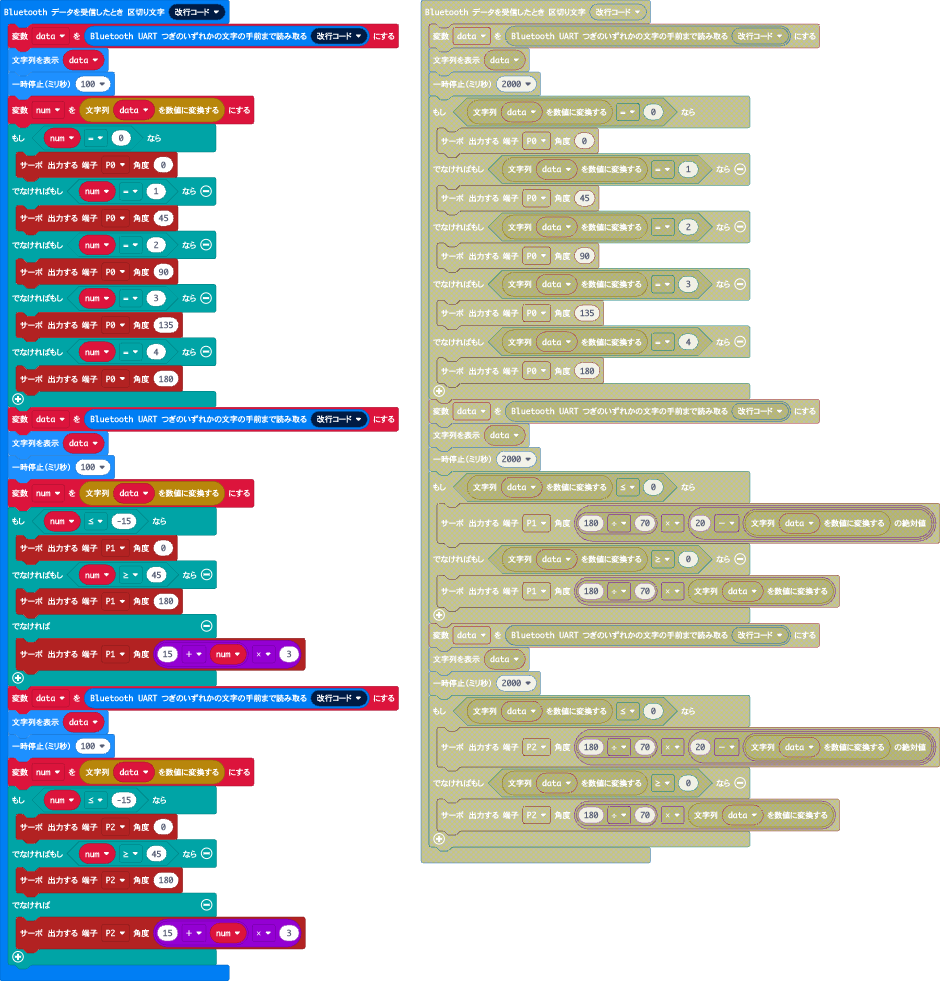 Bluetooth データを受信したとき 区切り文字 改行コード
変数 data を Bluetooth UART つぎのいずれかの文字の手前まで読み取る 改行コード にする
文字列を表示 data
一時停止(ミリ秒) 100
変数 num を 文字列 data を数値に変換する にする
もし num = 0 なら
サーボ 出力する 端子 P0 角度 0
でなければもし num = 1 なら
サーボ 出力する 端子 P0 角度 45
でなければもし num = 2 なら
サーボ 出力する 端子 P0 角度 90
でなければもし num = 3 なら
サーボ 出力する 端子 P0 角度 135
でなければもし num = 4 なら
サーボ 出力する 端子 P0 角度 180
変数 data を Bluetooth UART つぎのいずれかの文字の手前まで読み取る 改行コード にする
文字列を表示 data
一時停止(ミリ秒) 100
変数 num を 文字列 data を数値に変換する にする
もし num ≤ -15 なら
サーボ 出力する 端子 P1 角度 0
でなければもし num ≥ 45 なら
サーボ 出力する 端子 P1 角度 180
でなければ
サーボ 出力する 端子 P1 角度 15 + num × 3
変数 data を Bluetooth UART つぎのいずれかの文字の手前まで読み取る 改行コード にする
文字列を表示 data
一時停止(ミリ秒) 100
変数 num を 文字列 data を数値に変換する にする
もし num ≤ -15 なら
サーボ 出力する 端子 P2 角度 0
でなければもし num ≥ 45 なら
サーボ 出力する 端子 P2 角度 180
でなければ
サーボ 出力する 端子 P2 角度 15 + num × 3
Bluetooth データを受信したとき 区切り文字 改行コード
変数 data を Bluetooth UART つぎのいずれかの文字の手前まで読み取る 改行コード にする
文字列を表示 data
一時停止(ミリ秒) 2000
もし 文字列 data を数値に変換する = 0 なら
サーボ 出力する 端子 P0 角度 0
でなければもし 文字列 data を数値に変換する = 1 なら
サーボ 出力する 端子 P0 角度 45
でなければもし 文字列 data を数値に変換する = 2 なら
サーボ 出力する 端子 P0 角度 90
でなければもし 文字列 data を数値に変換する = 3 なら
サーボ 出力する 端子 P0 角度 135
でなければもし 文字列 data を数値に変換する = 4 なら
サーボ 出力する 端子 P0 角度 180
変数 data を Bluetooth UART つぎのいずれかの文字の手前まで読み取る 改行コード にする
文字列を表示 data
一時停止(ミリ秒) 2000
もし 文字列 data を数値に変換する ≤ 0 なら
サーボ 出力する 端子 P1 角度 180 ÷ 70 × 20 - 文字列 data を数値に変換する の絶対値
でなければもし 文字列 data を数値に変換する ≥ 0 なら
サーボ 出力する 端子 P1 角度 180 ÷ 70 × 文字列 data を数値に変換する
変数 data を Bluetooth UART つぎのいずれかの文字の手前まで読み取る 改行コード にする
文字列を表示 data
一時停止(ミリ秒) 2000
もし 文字列 data を数値に変換する ≤ 0 なら
サーボ 出力する 端子 P2 角度 180 ÷ 70 × 20 - 文字列 data を数値に変換する の絶対値
でなければもし 文字列 data を数値に変換する ≥ 0 なら
サーボ 出力する 端子 P2 角度 180 ÷ 70 × 文字列 data を数値に変換する